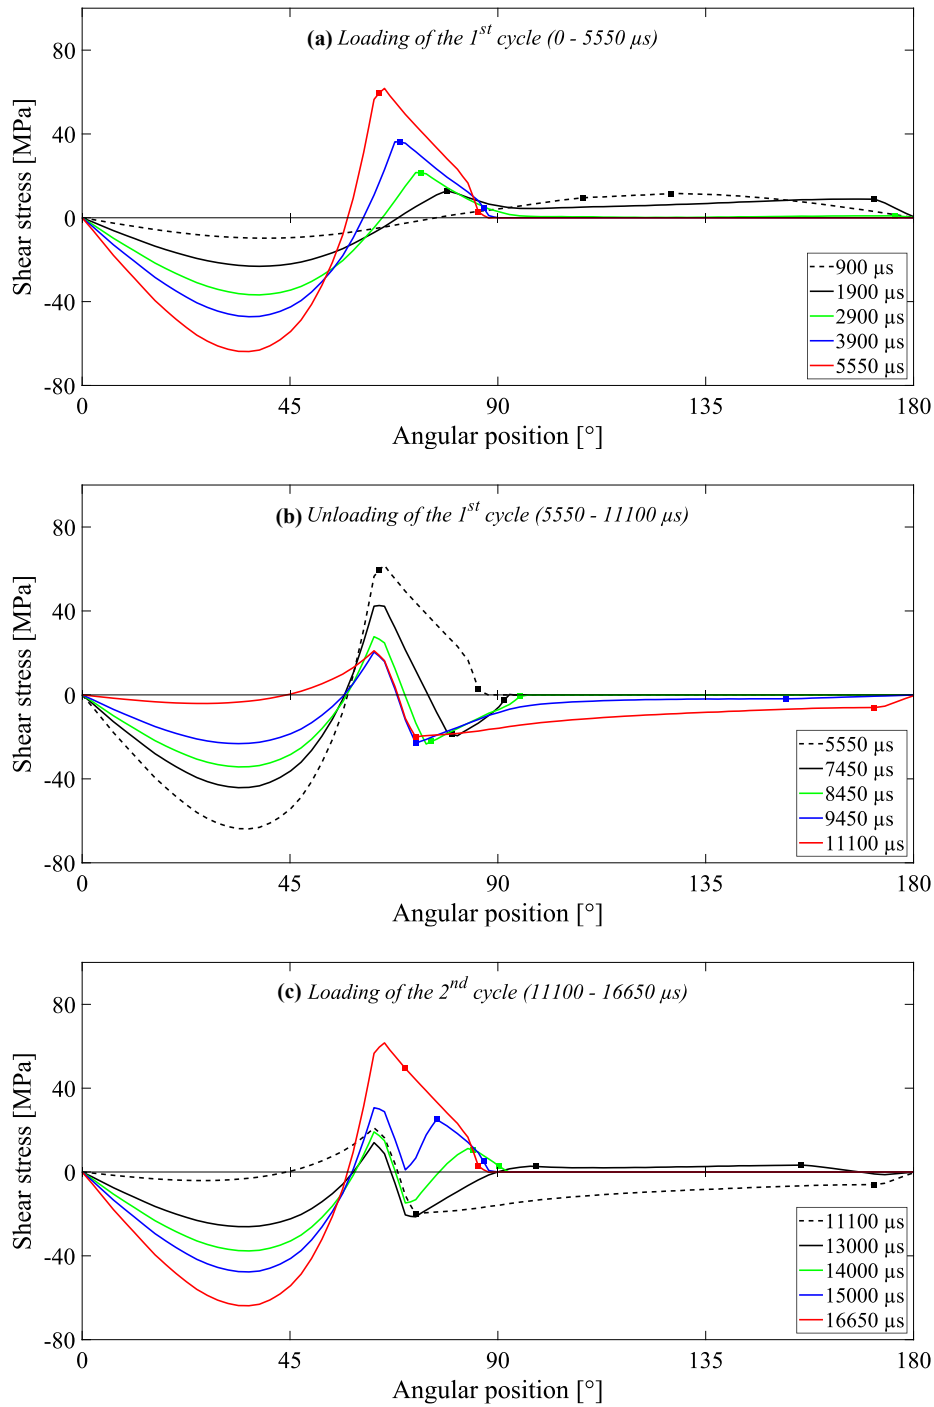 (a) Loading of the 1st cycle (0 - 5550 µs)
Shear stress [MPa]
80
40
0
-40
-80
900 µs
1900 µs
2900 µs
3900 µs
5550 µs
0 45 90 135 180
Angular position [°]
(b) Unloading of the 1st cycle (5550 - 11100 µs)
Shear stress [MPa]
80
40
0
-40
-80
5550 µs
7450 µs
8450 µs
9450 µs
11100 µs
0 45 90 135 180
Angular position [°]
(c) Loading of the 2nd cycle (11100 - 16650 µs)
Shear stress [MPa]
80
40
0
-40
-80
11100 µs
13000 µs
14000 µs
15000 µs
16650 µs
0 45 90 135 180
Angular position [°]